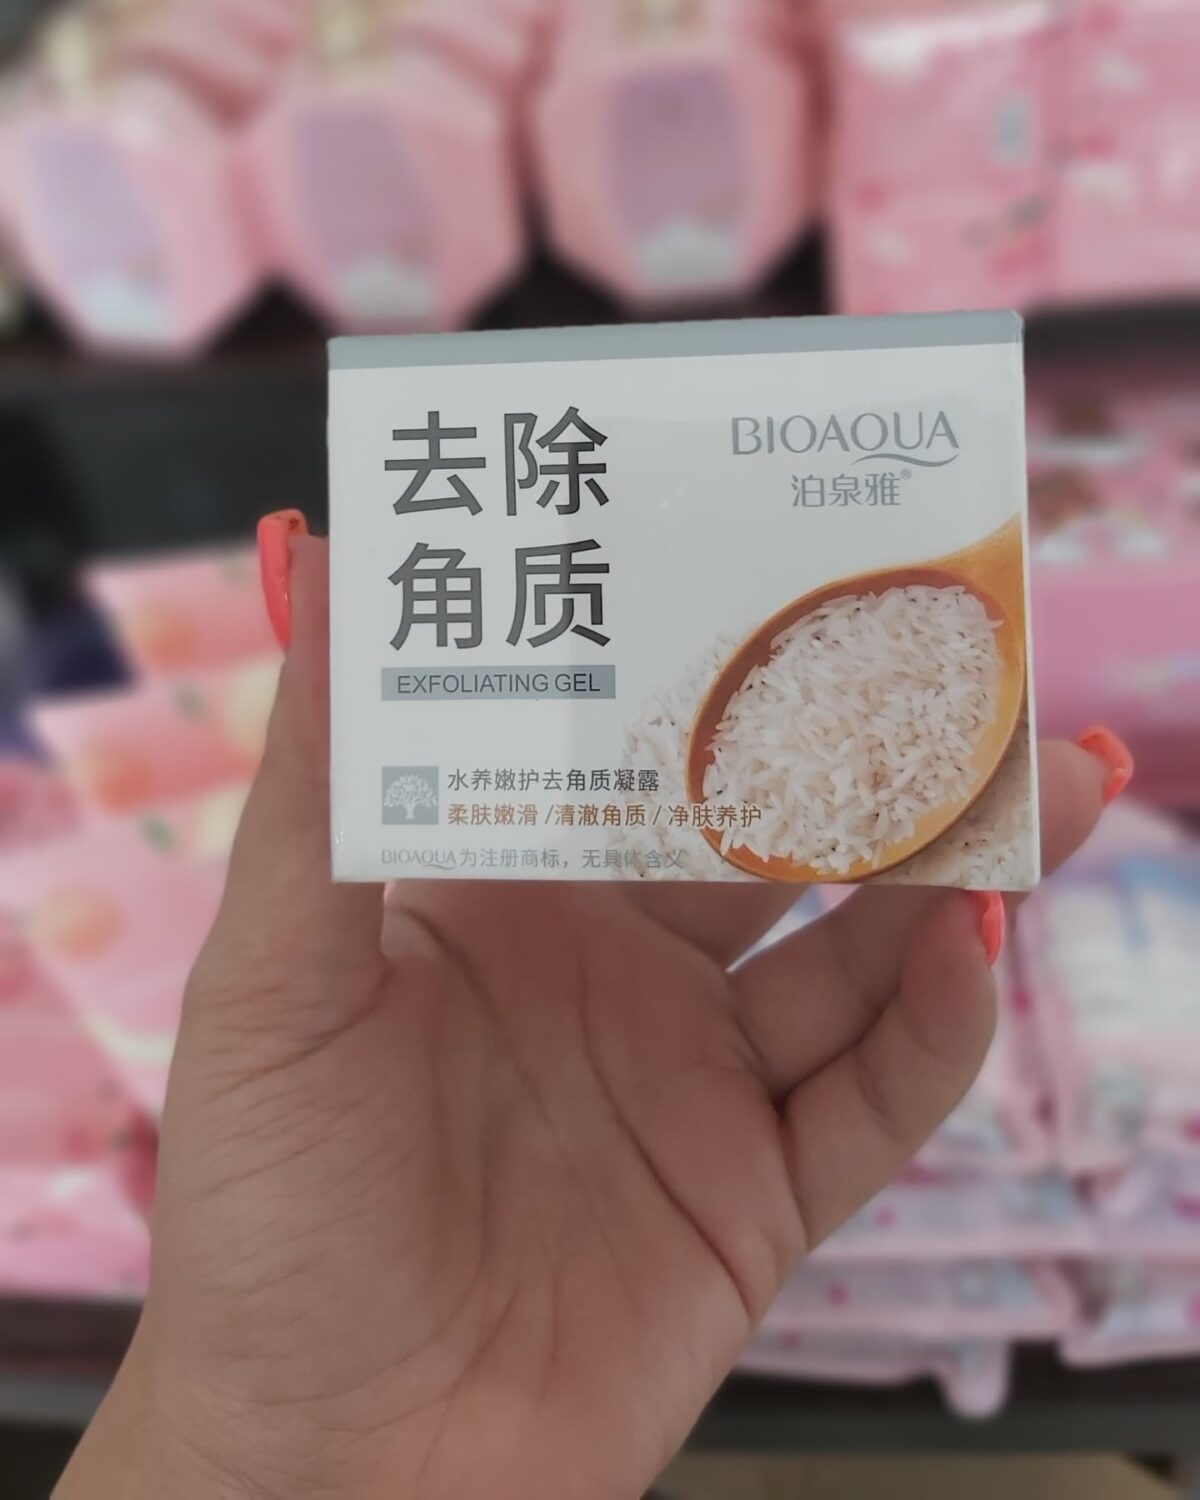 去除
角质
EXFOLIATING GEL
BIOAQUA
泊泉雅®
水养嫩护去角质凝露
柔肤嫩滑/清澈角质/净肤养护
BIOAQUA为注册商标，无具体含义